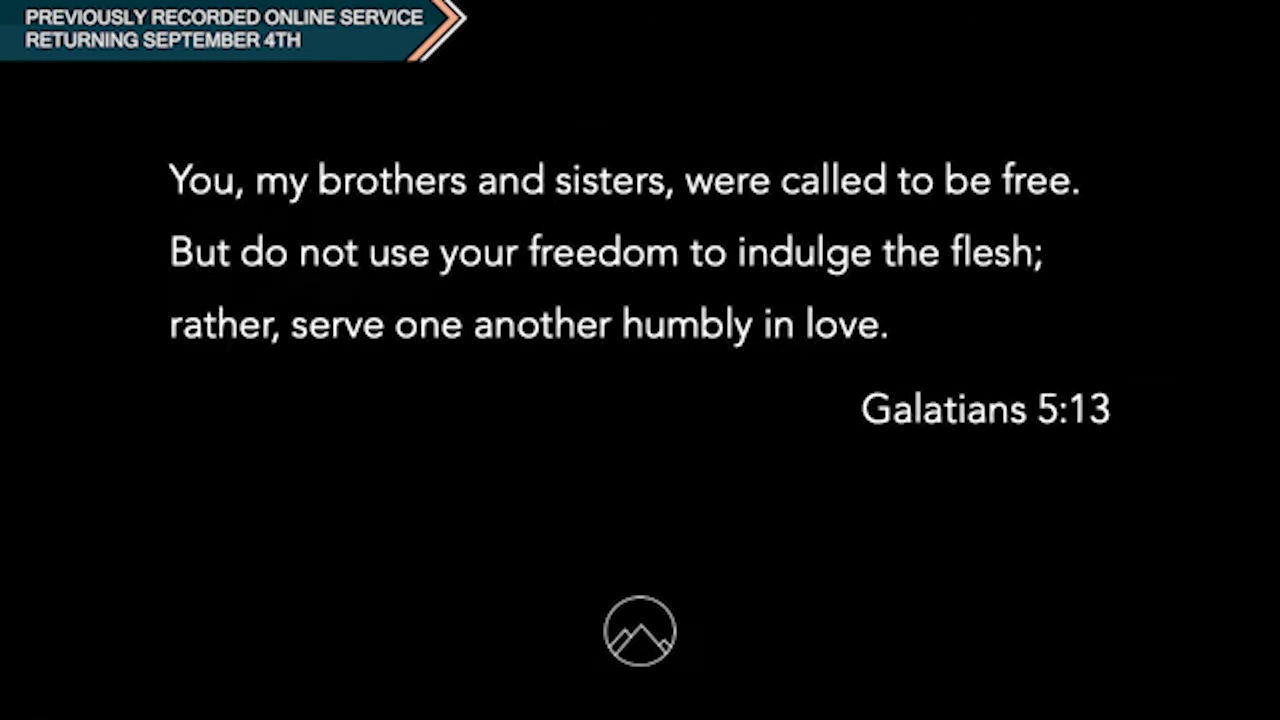 PREVIOUSLY RECORDED ONLINE SERVICE
RETURNING SEPTEMBER 4TH
You, my brothers and sisters, were called to be free.
But do not use your freedom to indulge the flesh;
rather, serve one another humbly in love.
Galatians 5:13